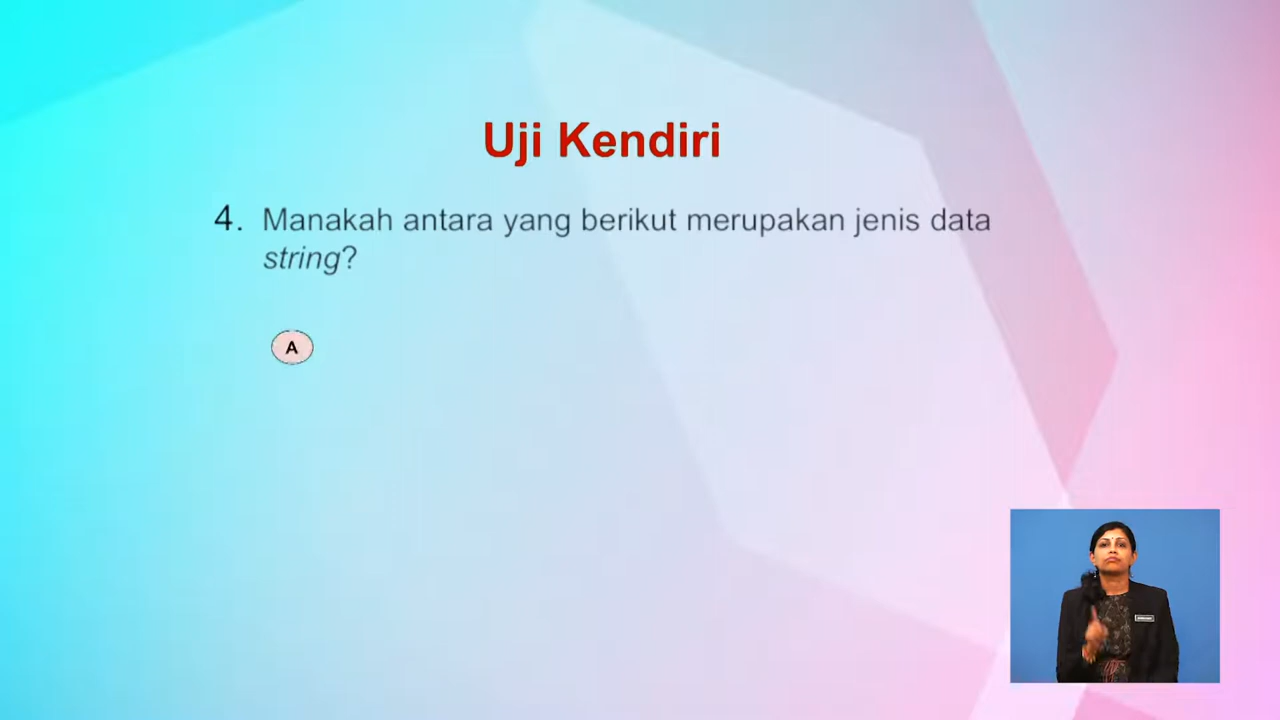 Uji Kendiri
4. Manakah antara yang berikut merupakan jenis data
string?
A